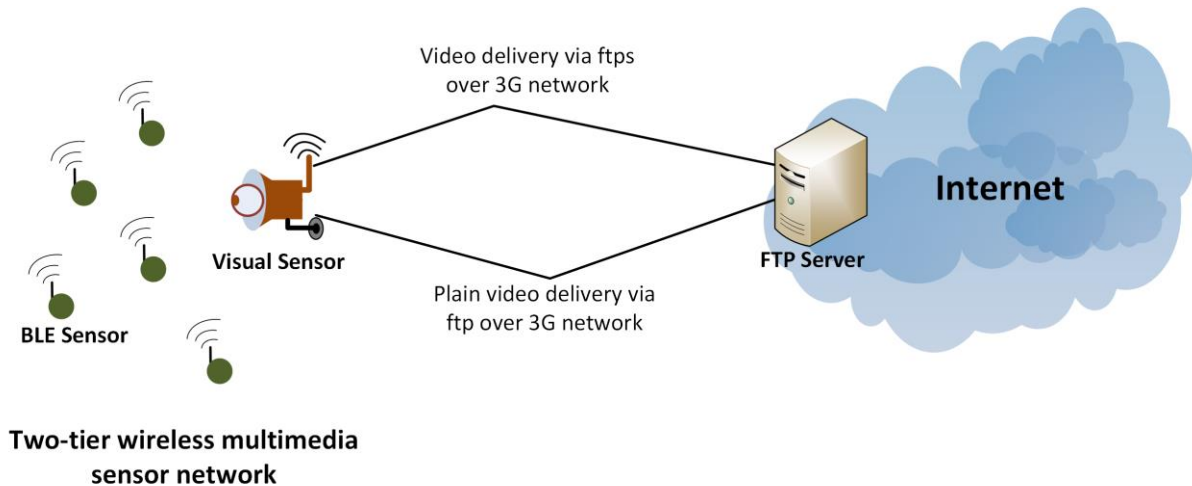 Video delivery via ftps
over 3G network
Internet
Visual Sensor
FTP Server
Plain video delivery via
ftp over 3G network
BLE Sensor
Two-tier wireless multimedia
sensor network